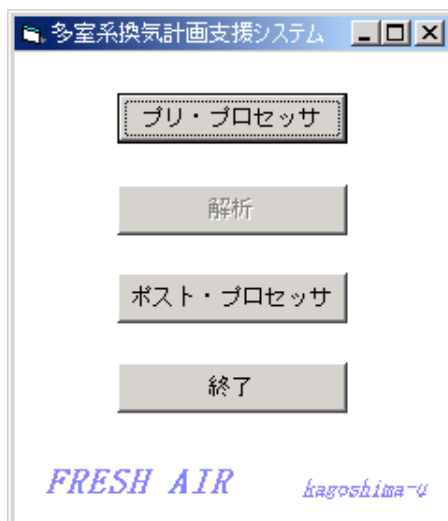 多室系換気計画支援システム
プリ・プロセッサ
解析
ポスト・プロセッサ
終了
FRESH AIR kagoshima-u